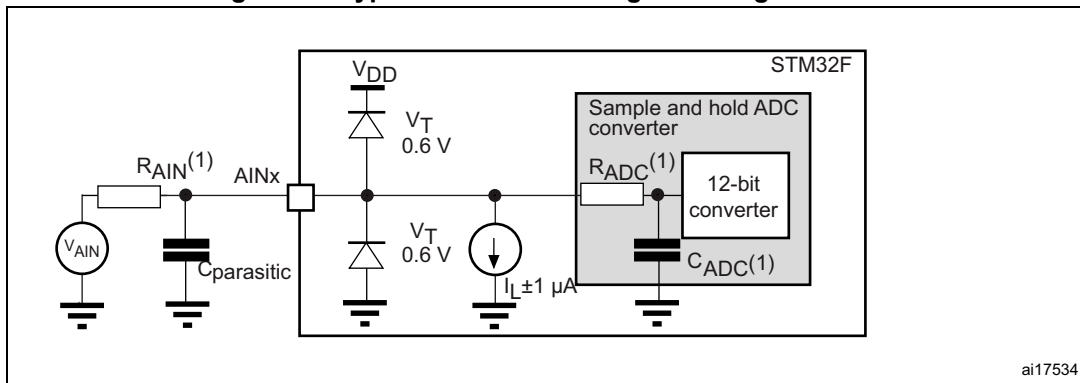 STM32F
VDD
Sample and hold ADC
converter
VT
0.6 V
RAIN(1)
AINx
RADC(1)
12-bit
converter
VAIN
Cparasitic
VT
0.6 V
IL±1 µA
CADC(1)
ai17534